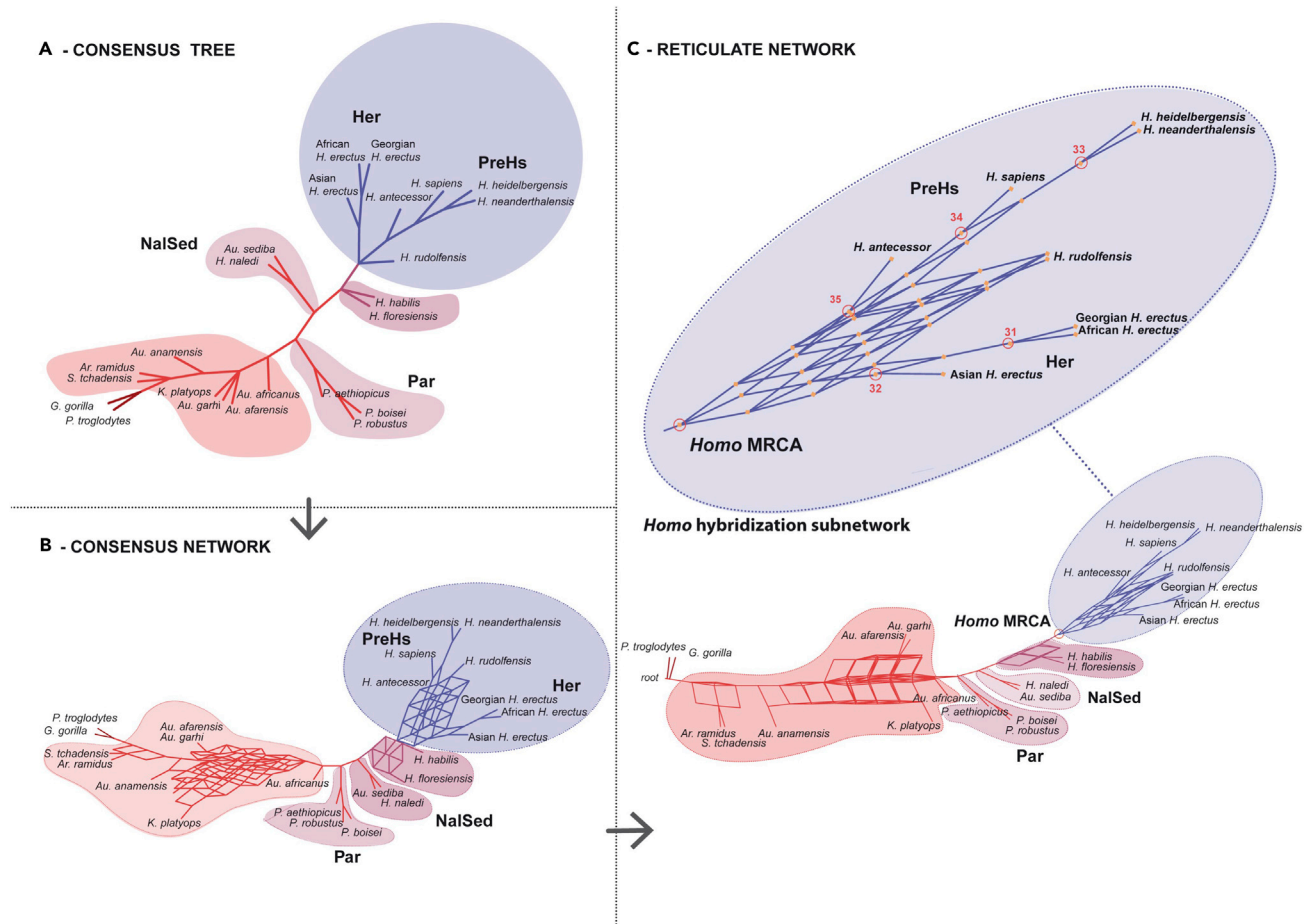 A - CONSENSUS TREE
Her
African
H. erectus
Georgian
H. erectus
PreHs
Asian
H. erectus
H. sapiens
H. heidelbergensis
H. antecessor
H. neanderthalensis
NalSed
Au. sediba
H. naledi
H. rudolfensis
H. habilis
H. floresiensis
Au. anamensis
Ar. ramidus
S. tchadensis
Par
K. platyops
Au. africanus
P. aethiopicus
G. gorilla
Au. garhi
Au. afarensis
P. troglodytes
P. boisei
P. robustus
B - CONSENSUS NETWORK
H. heidelbergensis
H. neanderthalensis
PreHs
H. sapiens
H. rudolfensis
H. antecessor
Her
Georgian H. erectus
African H. erectus
Asian H. erectus
P. troglodytes
G. gorilla
Au. afarensis
Au. garhi
S. tchadensis
Ar. ramidus
H. habilis
H. floresiensis
Au. anamensis
Au. africanus
Au. sediba
H. naledi
K. platyops
P. aethiopicus
P. robustus
P. boisei
NalSed
Par
C - RETICULATE NETWORK
H. heidelbergensis
H. neanderthalensis
33
PreHs
H. sapiens
34
H. antecessor
H. rudolfensis
35
Georgian H. erectus
31
African H. erectus
Her
Asian H. erectus
32
Homo MRCA
Homo hybridization subnetwork
H. heidelbergensis
H. neanderthalensis
H. sapiens
H. rudolfensis
H. antecessor
Georgian H. erectus
African H. erectus
Homo MRCA
Asian H. erectus
Au. garhi
Au. afarensis
P. troglodytes
G. gorilla
root
H. habilis
H. floresiensis
H. naledi
NalSed
Au. sediba
Au. africanus
P. aethiopicus
Ar. ramidus
Au. anamensis
K. platyops
P. boisei
P. robustus
S. tchadensis
Par